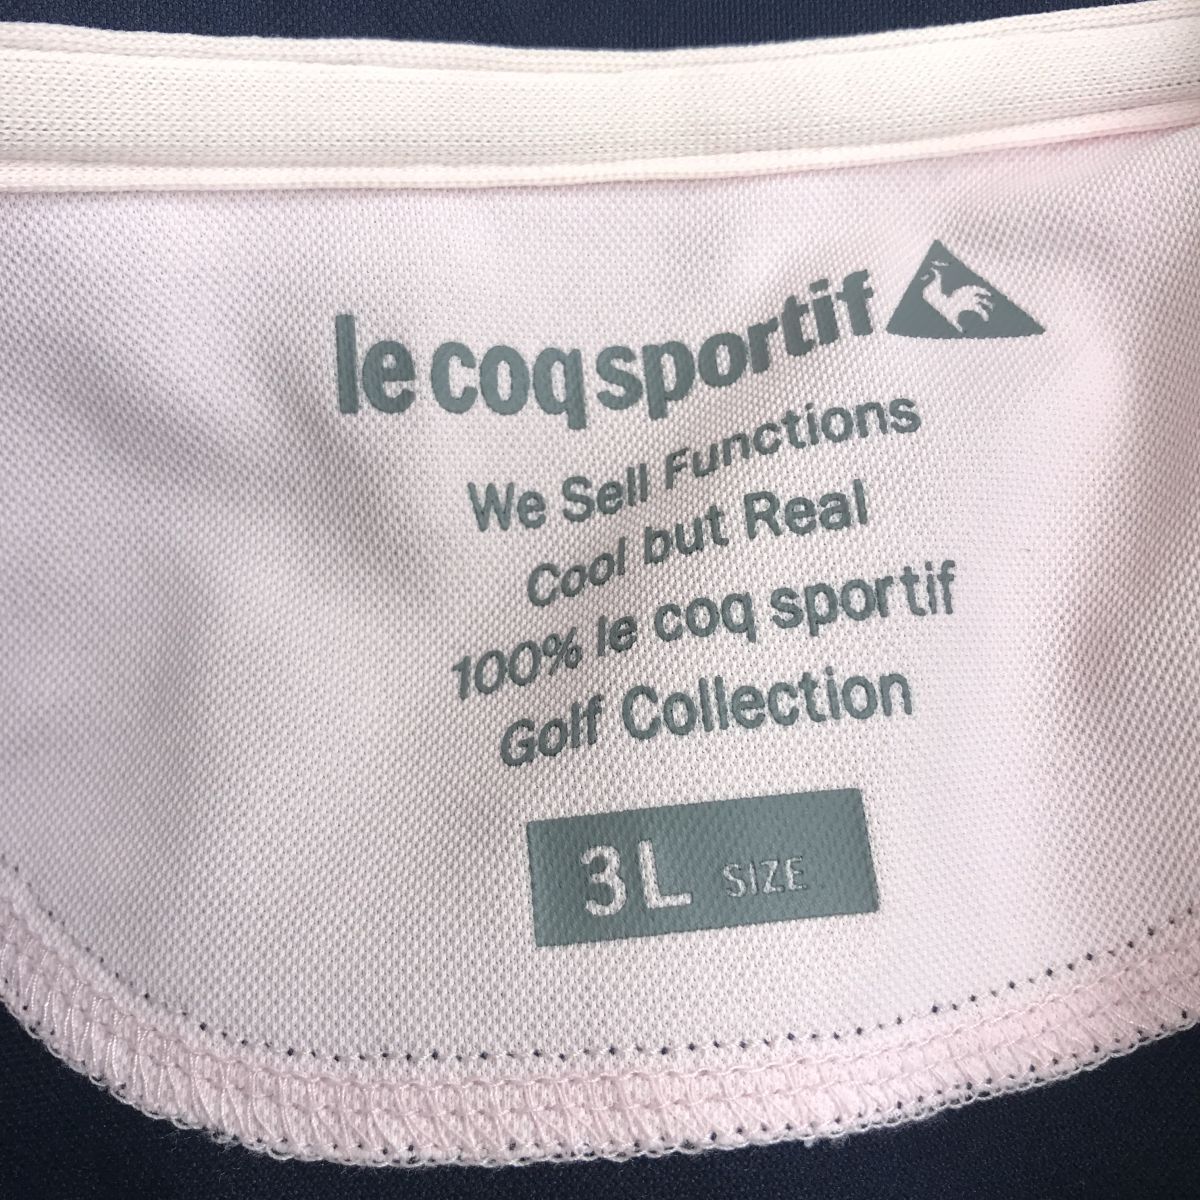 le coq sportif
We Sell Functions
Cool but Real
100% le coq sportif
Golf Collection
3L SIZE